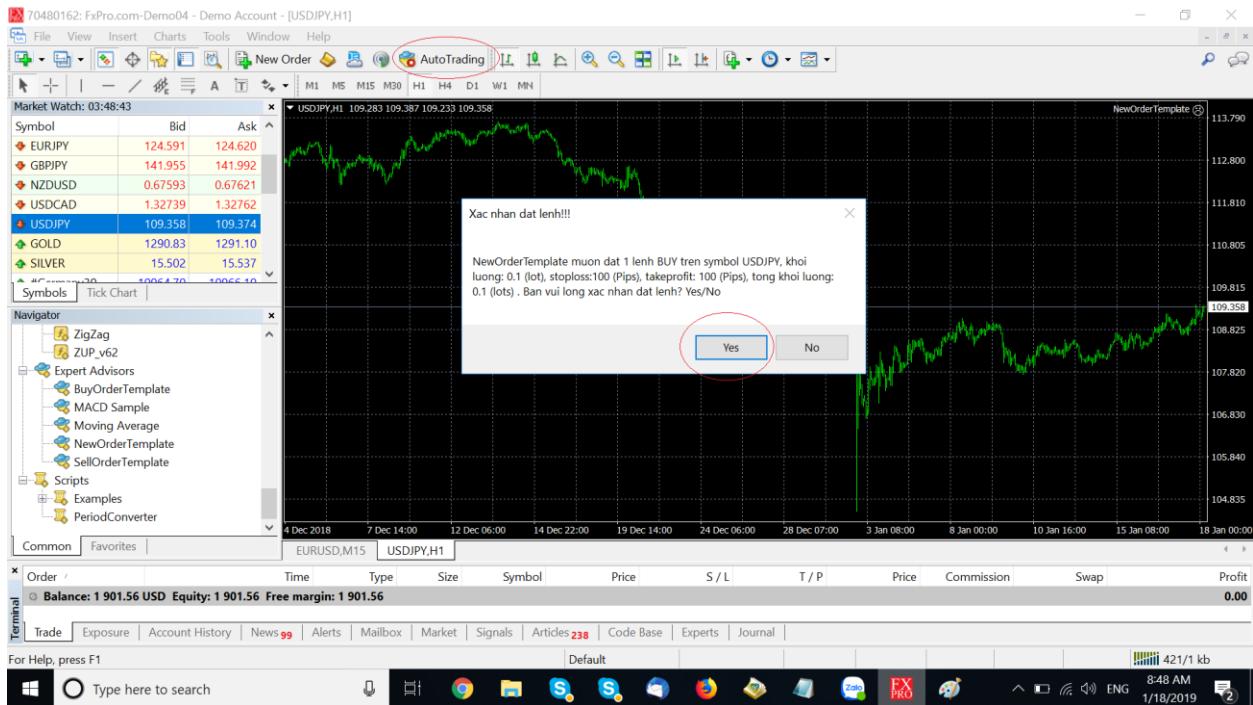 70480162: FxPro.com-Demo04 - Demo Account - [USDJPY,H1]
File View Insert Charts Tools Window Help
New Order AutoTrading
A T M1 M5 M15 M30 H1 H4 D1 W1 MN
Market Watch: 03:48:43
Symbol Bid Ask
EURJPY 124.591 124.620
GBPJPY 141.955 141.992
NZDUSD 0.67593 0.67621
USDCAD 1.32739 1.32762
USDJPY 109.358 109.374
GOLD 1290.83 1291.10
SILVER 15.502 15.537
Symbols Tick Chart
Navigator
ZigZag
ZUP_v62
Expert Advisors
BuyOrderTemplate
MACD Sample
Moving Average
NewOrderTemplate
SellOrderTemplate
Scripts
Examples
PeriodConverter
Common Favorites
USDJPY,H1 109.283 109.387 109.233 109.358
NewOrderTemplate
113.790
112.800
111.810
110.805
109.815
109.358
108.825
107.820
106.830
105.840
104.835
Xac nhan dat lenh!!!
NewOrderTemplate muon dat 1 lenh BUY tren symbol USDJPY, khoi
luong: 0.1 (lot), stoploss:100 (Pips), takeprofit: 100 (Pips), tong khoi luong:
0.1 (lots) . Ban vui long xac nhan dat lenh? Yes/No
Yes No
4 Dec 2018 7 Dec 14:00 12 Dec 06:00 14 Dec 22:00 19 Dec 14:00 24 Dec 06:00 28 Dec 07:00 3 Jan 08:00 8 Jan 00:00 10 Jan 16:00 15 Jan 08:00 18 Jan 00:00
EURUSD,M15 USDJPY,H1
Order / Time Type Size Symbol Price S / L T / P Price Commission Swap Profit
Balance: 1 901.56 USD Equity: 1 901.56 Free margin: 1 901.56 0.00
Terminal
Trade Exposure Account History News 99 Alerts Mailbox Market Signals Articles 238 Code Base Experts Journal
For Help, press F1 Default 421/1 kb
Type here to search Zalo FX PRO ENG 8:48 AM
1/18/2019 2